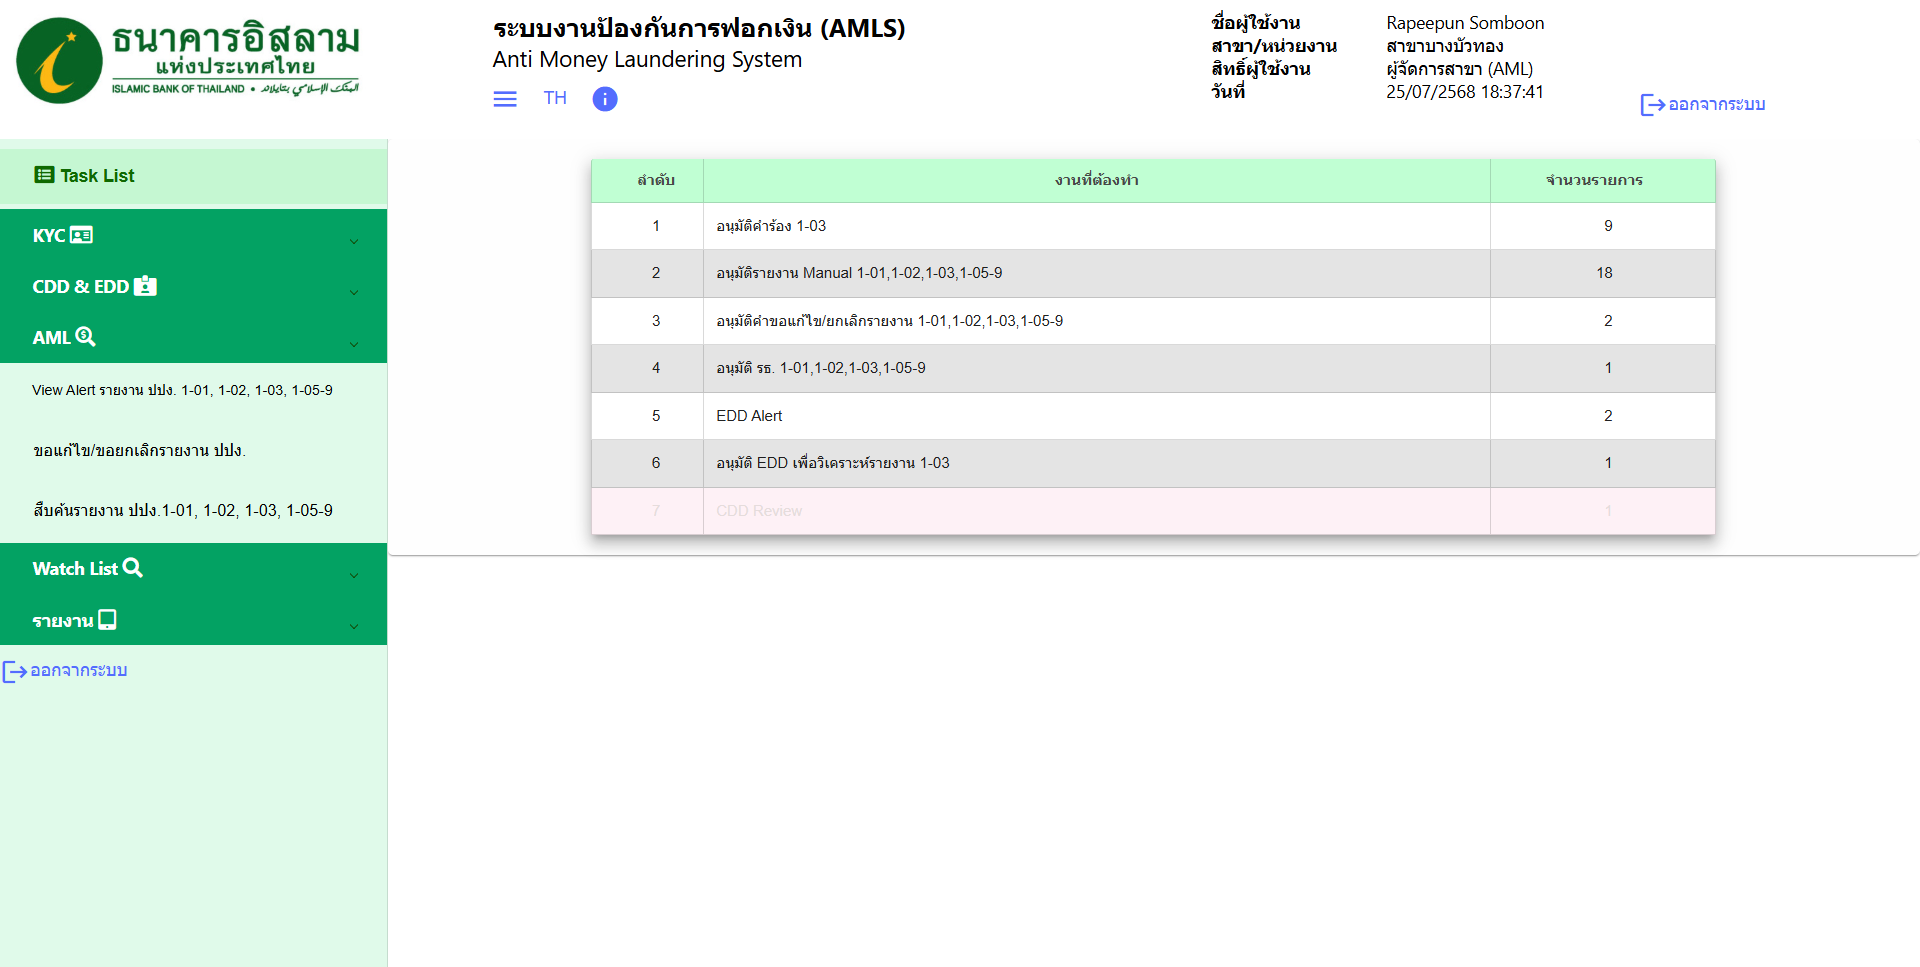 ธนาคารอิสลาม
แห่งประเทศไทย
ISLAMIC BANK OF THAILAND •
ระบบงานป้องกันการฟอกเงิน (AMLS)
Anti Money Laundering System
TH
ชื่อผู้ใช้งาน Rapeepun Somboon
สาขา/หน่วยงาน สาขาบางบัวทอง
สิทธิ์ผู้ใช้งาน ผู้จัดการสาขา (AML)
วันที่ 25/07/2568 18:37:41
ออกจากระบบ
Task List
KYC
CDD & EDD
AML
View Alert รายงาน ปปง. 1-01, 1-02, 1-03, 1-05-9
ขอแก้ไข/ขอยกเลิกรายงาน ปปง.
สืบค้นรายงาน ปปง.1-01, 1-02, 1-03, 1-05-9
Watch List
รายงาน
ออกจากระบบ
ลำดับ งานที่ต้องทำ จำนวนรายการ
1 อนุมัติคำร้อง 1-03 9
2 อนุมัติรายงาน Manual 1-01,1-02,1-03,1-05-9 18
3 อนุมัติคำขอแก้ไข/ยกเลิกรายงาน 1-01,1-02,1-03,1-05-9 2
4 อนุมัติ รธ. 1-01,1-02,1-03,1-05-9 1
5 EDD Alert 2
6 อนุมัติ EDD เพื่อวิเคราะห์รายงาน 1-03 1
7 CDD Review 1